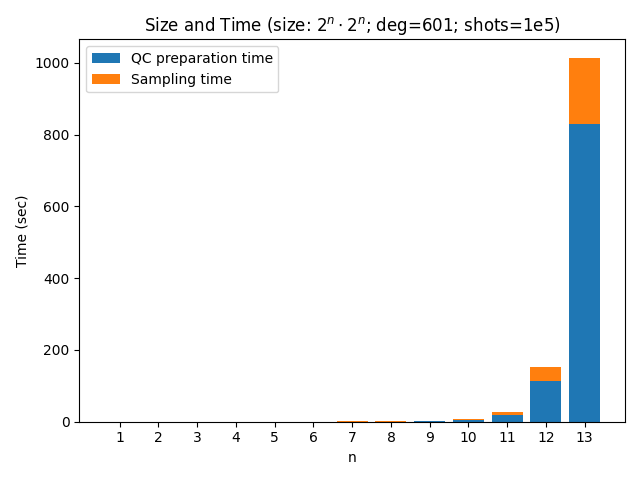 Size and Time (size: 2ⁿ · 2ⁿ; deg=601; shots=1e5)
QC preparation time
Sampling time
Time (sec)
1000
800
600
400
200
0
1 2 3 4 5 6 7 8 9 10 11 12 13
n